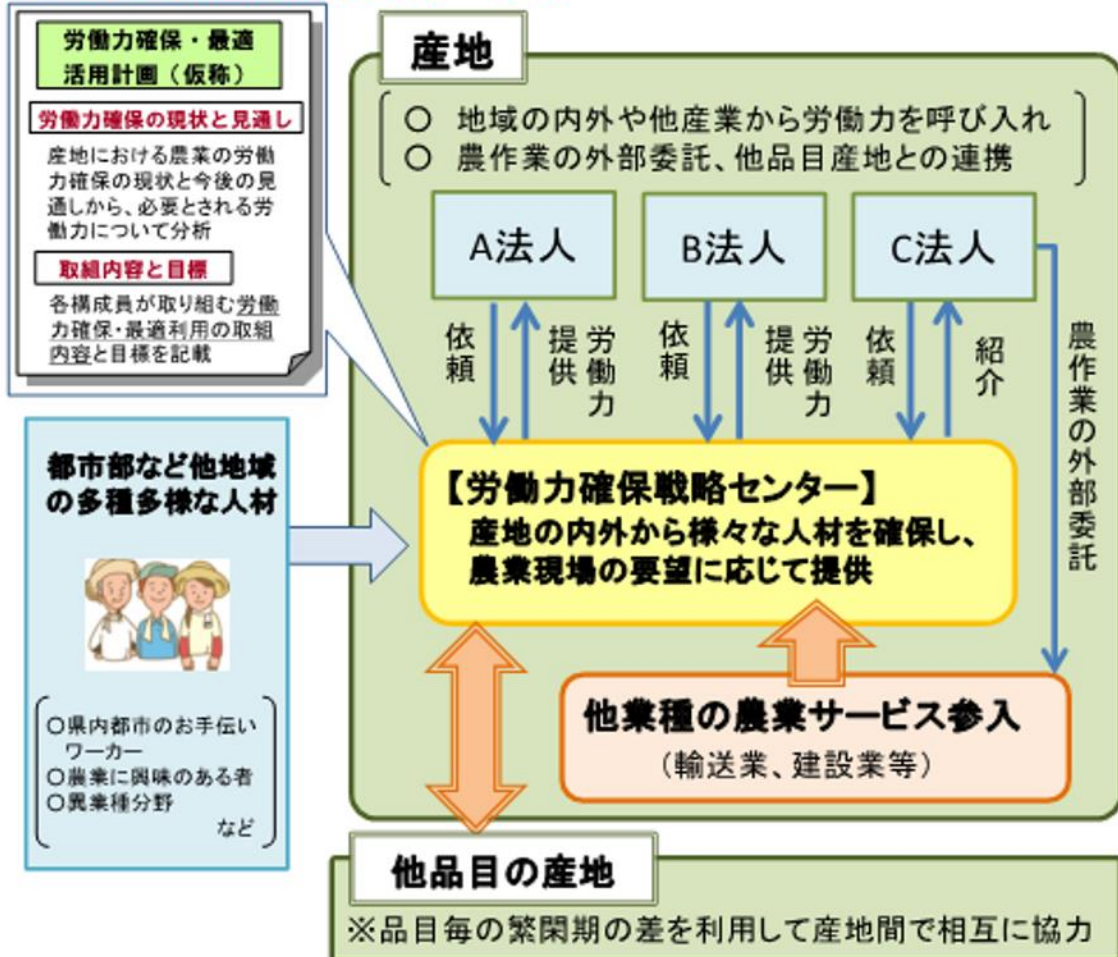 労働力確保・最適
活用計画（仮称）
労働力確保の現状と見通し
産地における農業の労働
力確保の現状と今後の見
通しから、必要とされる労
働力について分析
取組内容と目標
各構成員が取り組む労働
力確保・最適利用の取組
内容と目標を記載
産地
○ 地域の内外や他産業から労働力を呼び入れ
○ 農作業の外部委託、他品目産地との連携
A法人
B法人
C法人
依頼
労働力
提供
依頼
労働力
提供
依頼
紹介
農作業の外部委託
【労働力確保戦略センター】
産地の内外から様々な人材を確保し、
農業現場の要望に応じて提供
都市部など他地域
の多種多様な人材
○県内都市のお手伝い
ワーカー
○農業に興味のある者
○異業種分野
など
他業種の農業サービス参入
（輸送業、建設業等）
他品目の産地
※品目毎の繁閑期の差を利用して産地間で相互に協力